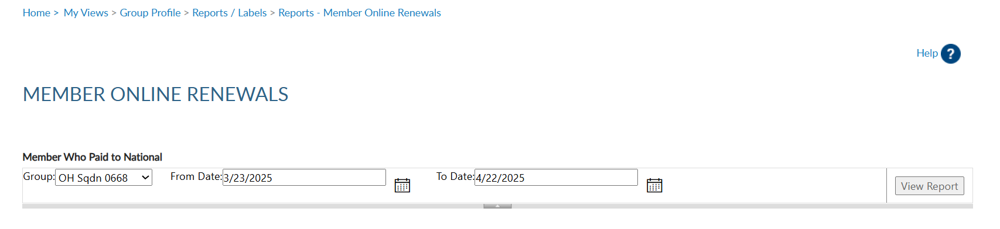 Home > My Views > Group Profile > Reports / Labels > Reports - Member Online Renewals
Help ?
MEMBER ONLINE RENEWALS
Member Who Paid to National
Group: OH Sqdn 0668 From Date: 3/23/2025 To Date: 4/22/2025 View Report